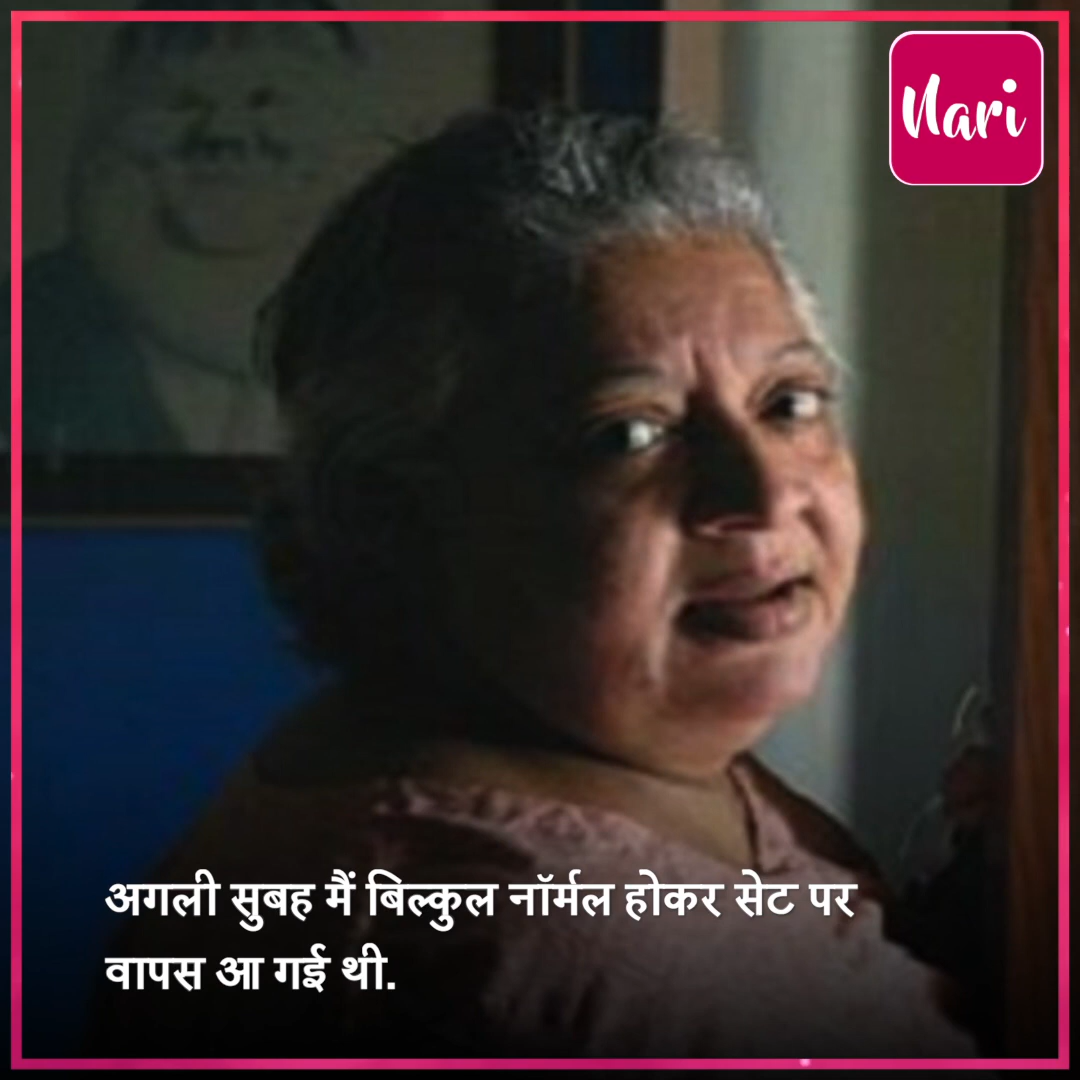 Nari
अगली सुबह मैं बिल्कुल नॉर्मल होकर सेट पर
वापस आ गई थी.